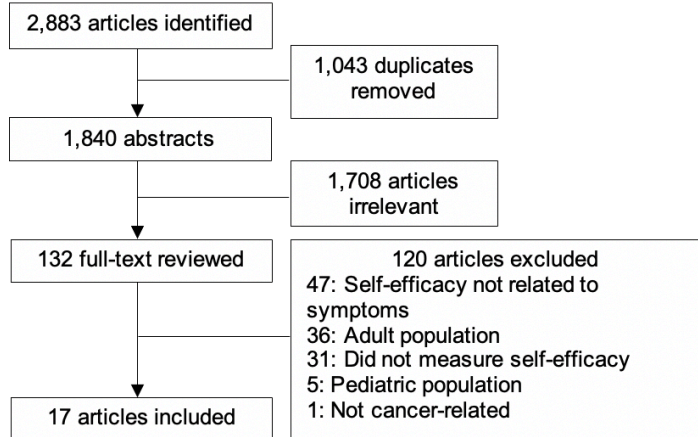 2,883 articles identified
1,043 duplicates
removed
1,840 abstracts
1,708 articles
irrelevant
132 full-text reviewed
120 articles excluded
47: Self-efficacy not related to
symptoms
36: Adult population
31: Did not measure self-efficacy
5: Pediatric population
1: Not cancer-related
17 articles included